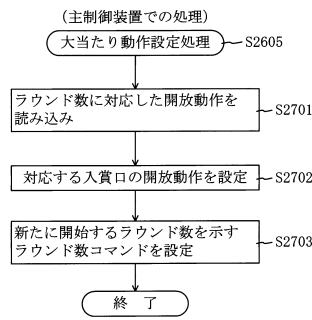 （主制御装置での処理）
大当たり動作設定処理
S2605
ラウンド数に対応した開放動作を
読み込み
S2701
対応する入賞口の開放動作を設定
S2702
新たに開始するラウンド数を示す
ラウンド数コマンドを設定
S2703
終 了